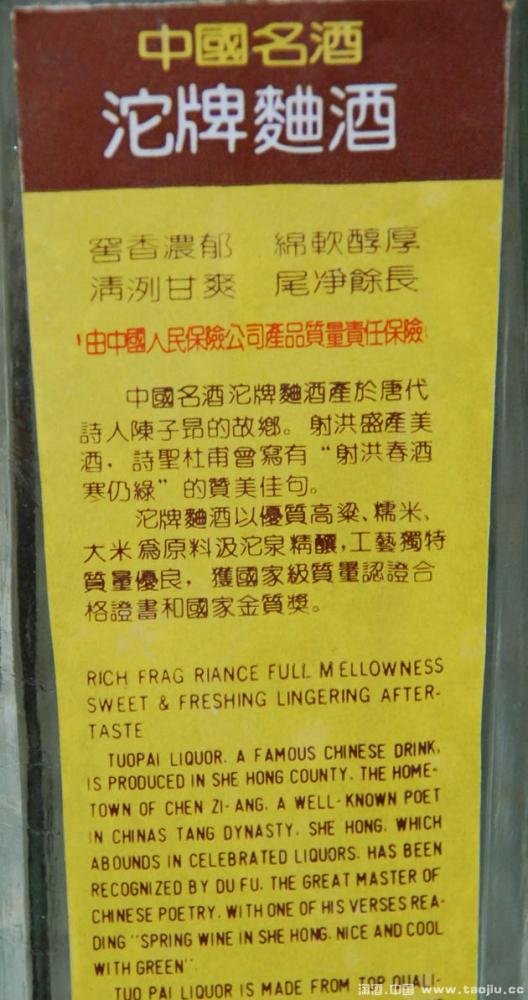 中國名酒
沱牌麯酒
窖香濃郁　綿軟醇厚
清洌甘爽　尾净餘長
由中國人民保險公司產品質量責任保險
中國名酒沱牌麯酒產於唐代
詩人陳子昂的故鄉。射洪盛產美
酒．詩聖杜甫曾寫有“射洪春酒
寒仍綠”的贊美佳句。
沱牌麯酒以優質高粱、糯米、
大米爲原料汲沱泉精釀，工藝獨特
質量優良，獲國家級質量認證合
格證書和國家金質獎。
RICH FRAG RIANCE FULL MELLOWNESS
SWEET & FRESHING LINGERING AFTER-
TASTE
TUOPAI LIQUOR. A FAMOUS CHINESE DRINK,
IS PRODUCED IN SHE HONG COUNTY. THE HOME-
TOWN OF CHEN ZI-ANG. A WELL-KNOWN POET
IN CHINAS TANG DYNASTY. SHE HONG. WHICH
ABOUNDS IN CELEBRATED LIQUORS. HAS BEEN
RECOGNIZED BY DU FU. THE GREAT MASTER OF
CHINESE POETRY. WITH ONE OF HIS VERSES REA-
DING "SPRING WINE IN SHE HONG. NICE AND COOL
WITH GREEN"
TUO PAI LIQUOR IS MADE FROM TOP QUALI-
淘酒.中国 www.taojiu.cc